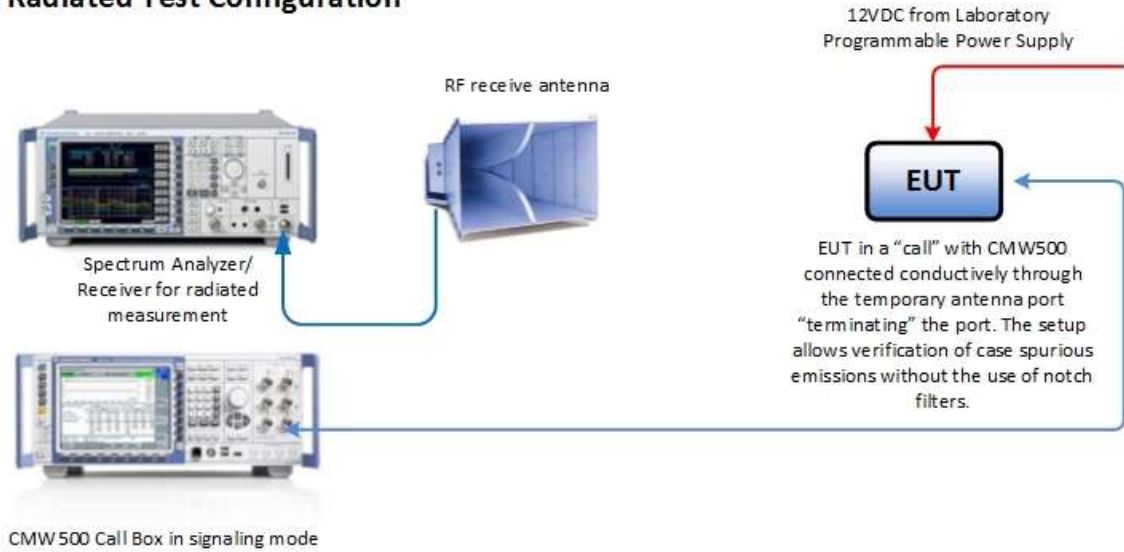 Radiated Test Configuration
12VDC from Laboratory
Programmable Power Supply
RF receive antenna
EUT
Spectrum Analyzer/
Receiver for radiated
measurement
EUT in a “call” with CMW500
connected conductively through
the temporary antenna port
“terminating” the port. The setup
allows verification of case spurious
emissions without the use of notch
filters.
CMW500 Call Box in signaling mode